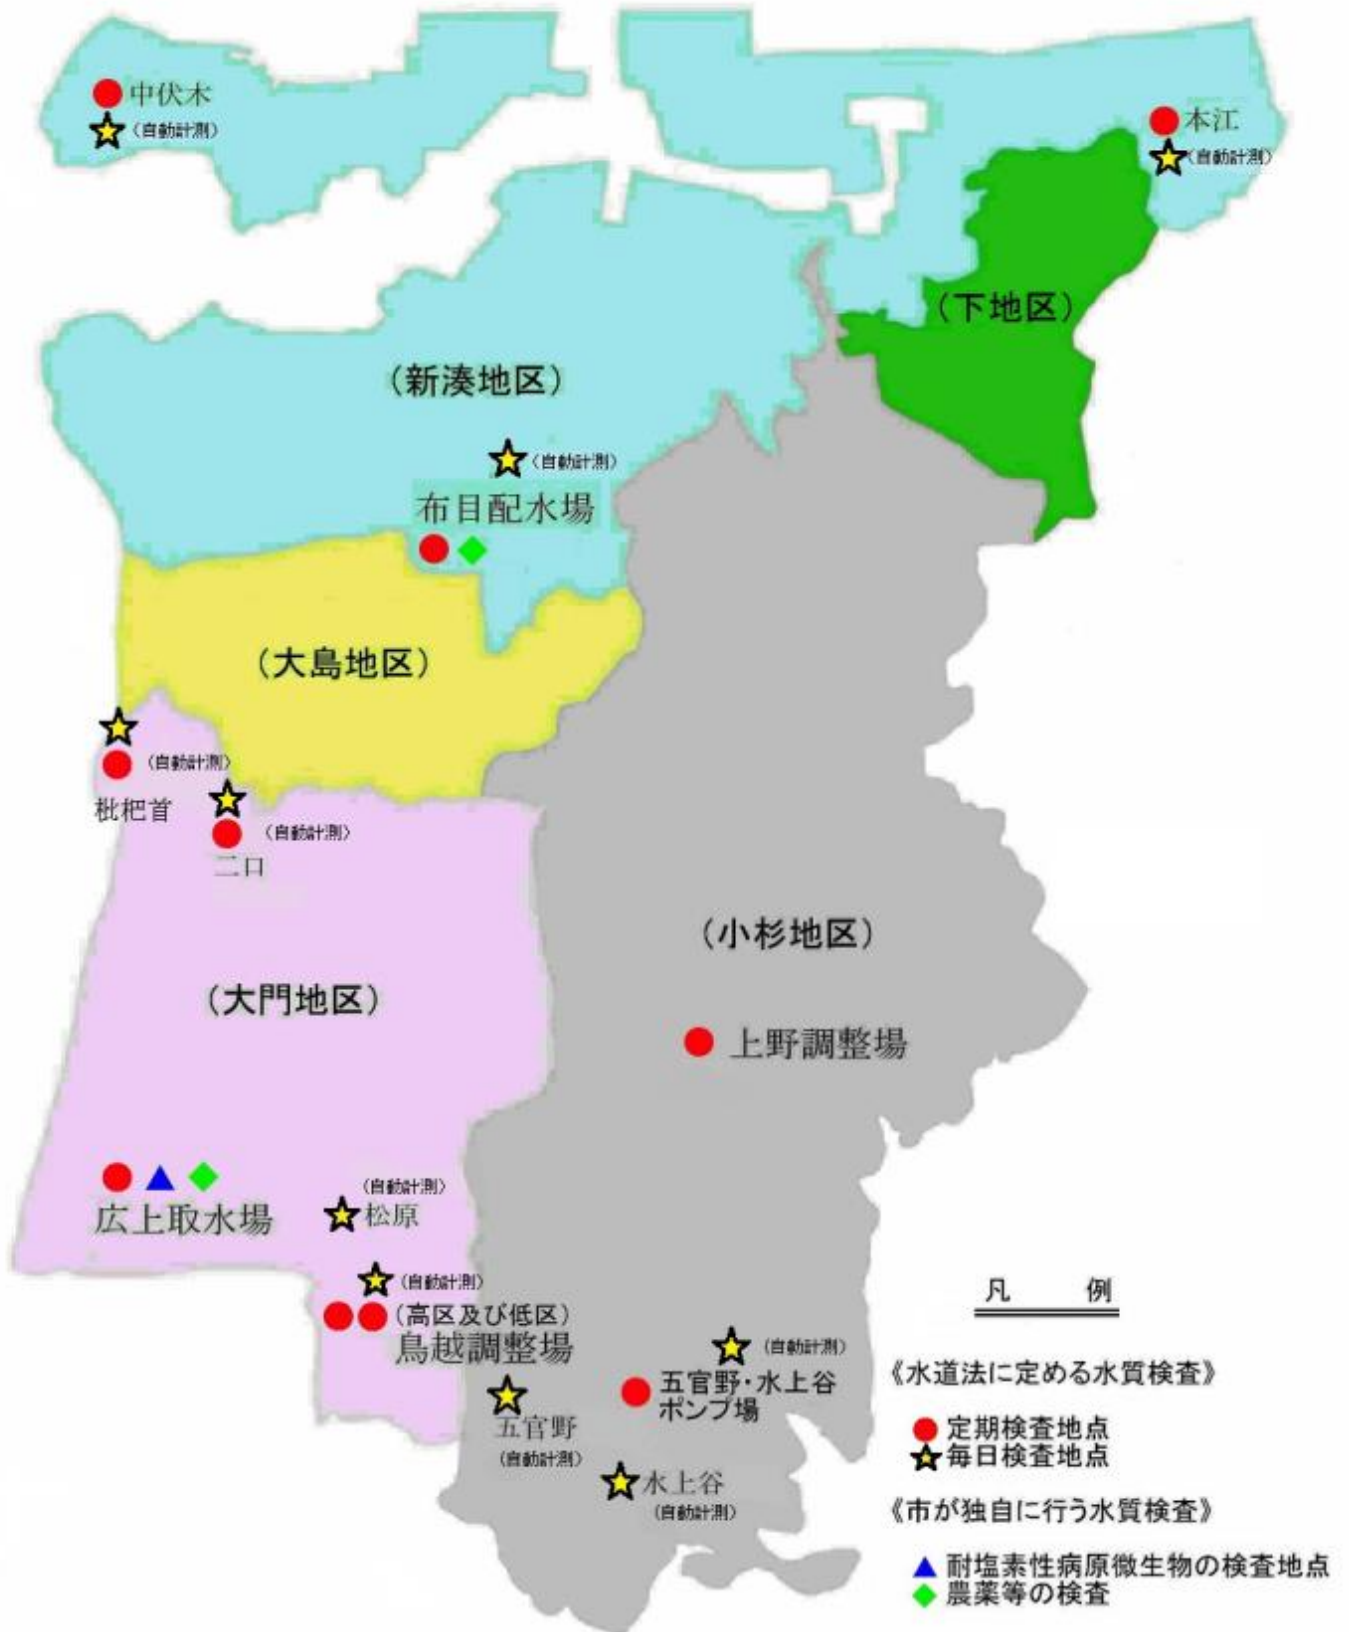 中伏木
（自動計測）
本江
（自動計測）
（下地区）
（新湊地区）
（自動計測）
布目配水場
（大島地区）
（自動計測）
枇杷首
（自動計測）
二口
（小杉地区）
（大門地区）
上野調整場
（自動計測）
広上取水場
松原
（自動計測）
（高区及び低区）
鳥越調整場
（自動計測）
五官野・水上谷
ポンプ場
五官野
（自動計測）
水上谷
（自動計測）
凡 例
《水道法に定める水質検査》
定期検査地点
毎日検査地点
《市が独自に行う水質検査》
耐塩素性病原微生物の検査地点
農薬等の検査